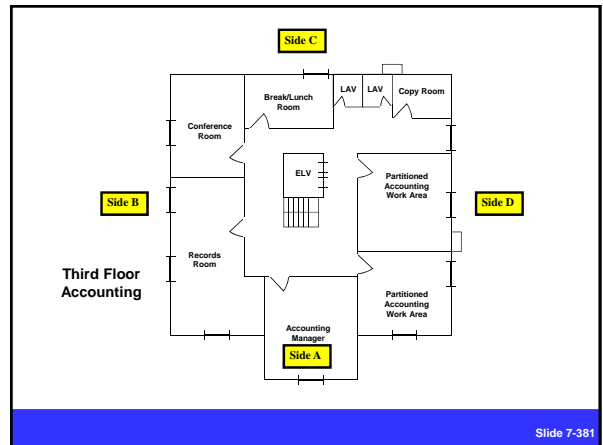 Side C
Break/Lunch
Room
LAV
LAV
Copy Room
Conference
Room
ELV
Partitioned
Accounting
Work Area
Side B
Side D
Records
Room
Third Floor
Accounting
Partitioned
Accounting
Work Area
Accounting
Manager
Side A
Slide 7-381